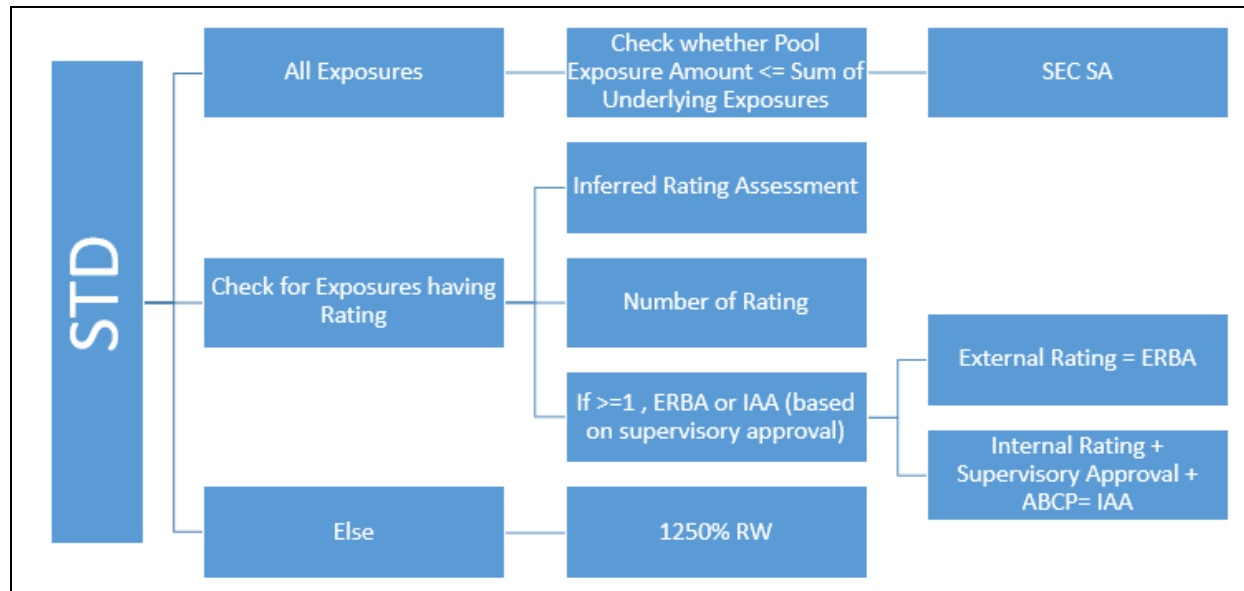 STD
All Exposures
Check whether Pool
Exposure Amount <= Sum of
Underlying Exposures
SEC SA
Check for Exposures having
Rating
Inferred Rating Assessment
Number of Rating
If >=1 , ERBA or IAA (based
on supervisory approval)
External Rating = ERBA
Internal Rating +
Supervisory Approval +
ABCP= IAA
Else
1250% RW